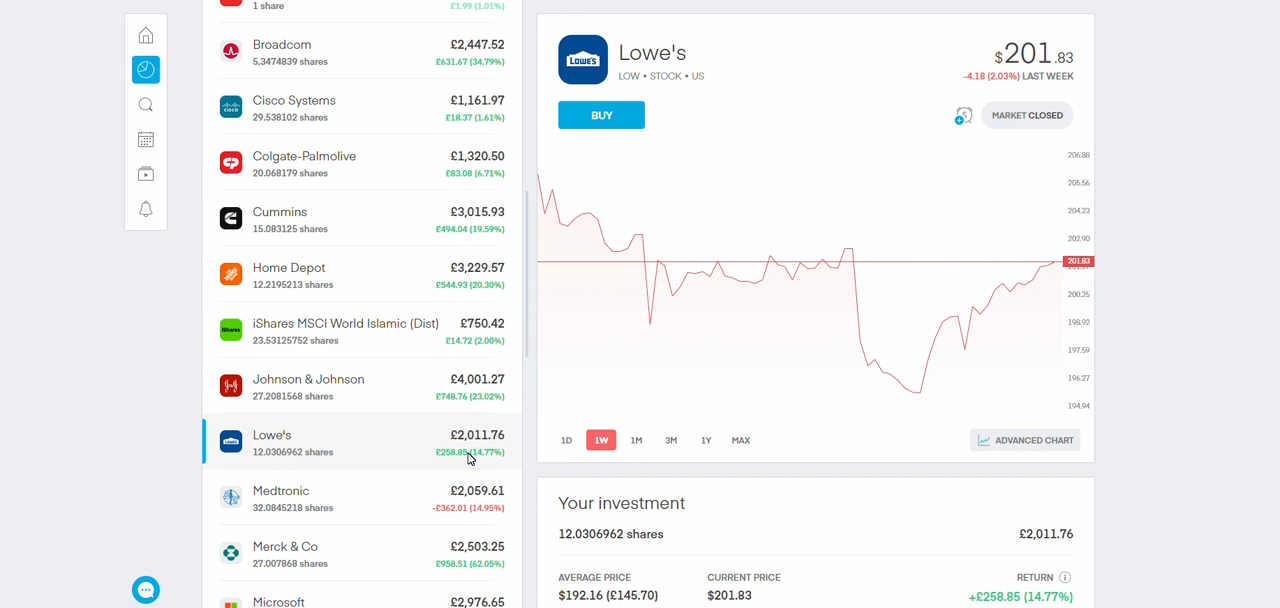 1 share
£1.99 (1.01%)
Broadcom
£2,447.52
5.3474839 shares
£631.67 (34.79%)
CISCO
Cisco Systems
£1,161.97
29.538102 shares
£18.37 (1.61%)
Colgate-Palmolive
£1,320.50
20.068179 shares
£83.08 (6.71%)
Cummins
£3,015.93
15.083125 shares
£494.04 (19.59%)
Home Depot
£3,229.57
12.2195213 shares
£544.93 (20.30%)
iShares
iShares MSCI World Islamic (Dist)
£750.42
23.53125752 shares
£14.72 (2.00%)
Johnson & Johnson
£4,001.27
27.2081568 shares
£748.76 (23.02%)
Lowe's
£2,011.76
12.0306962 shares
£258.85 (14.77%)
Medtronic
£2,059.61
32.0845218 shares
-£362.01 (14.95%)
Merck & Co
£2,503.25
27.007868 shares
£958.51 (62.05%)
Microsoft
£2,976.65
LOWE'S
Lowe's
LOW • STOCK • US
$201.83
-4.18 (2.03%) LAST WEEK
BUY
MARKET CLOSED
206.88
205.56
204.23
202.90
201.83
200.25
198.92
197.59
196.27
194.94
1D
1W
1M
3M
1Y
MAX
ADVANCED CHART
Your investment
12.0306962 shares
£2,011.76
AVERAGE PRICE
CURRENT PRICE
RETURN
$192.16 (£145.70)
$201.83
+£258.85 (14.77%)